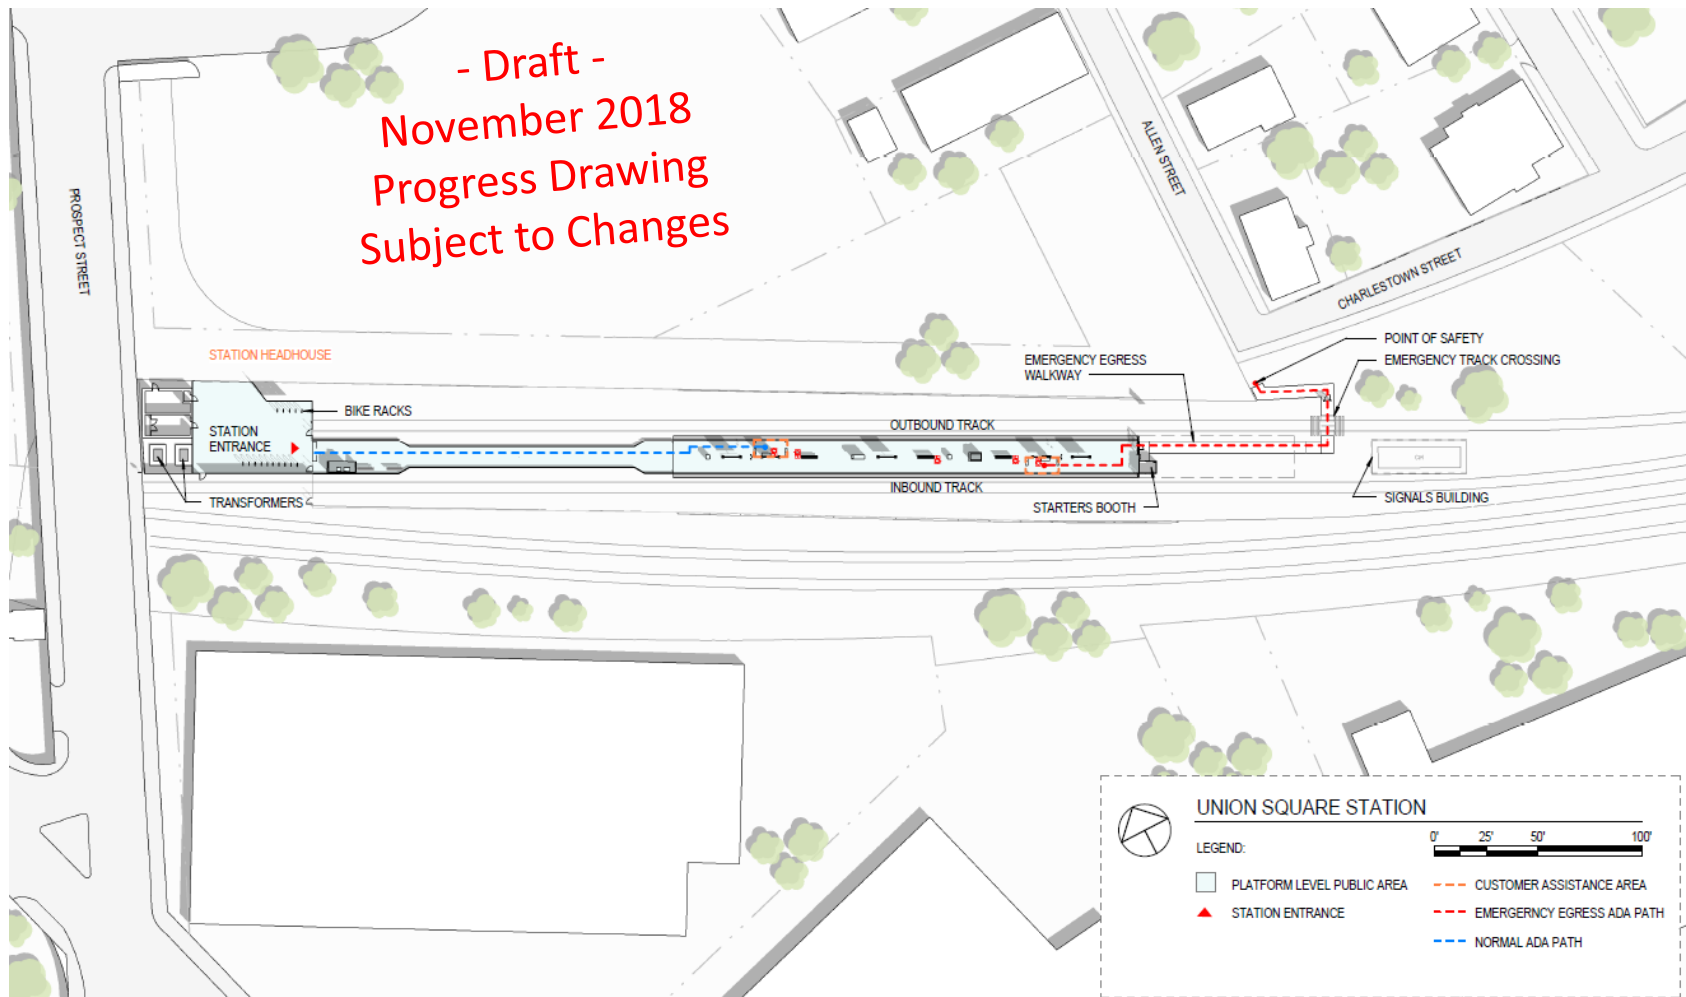 - Draft -
November 2018
Progress Drawing
Subject to Changes
PROSPECT STREET
ALLEN STREET
CHARLESTOWN STREET
STATION HEADHOUSE
BIKE RACKS
STATION
ENTRANCE
TRANSFORMERS
EMERGENCY EGRESS
WALKWAY
POINT OF SAFETY
EMERGENCY TRACK CROSSING
OUTBOUND TRACK
INBOUND TRACK
STARTERS BOOTH
SIGNALS BUILDING
UNION SQUARE STATION
LEGEND:
0' 25' 50' 100'
PLATFORM LEVEL PUBLIC AREA
STATION ENTRANCE
CUSTOMER ASSISTANCE AREA
EMERGERNCY EGRESS ADA PATH
NORMAL ADA PATH